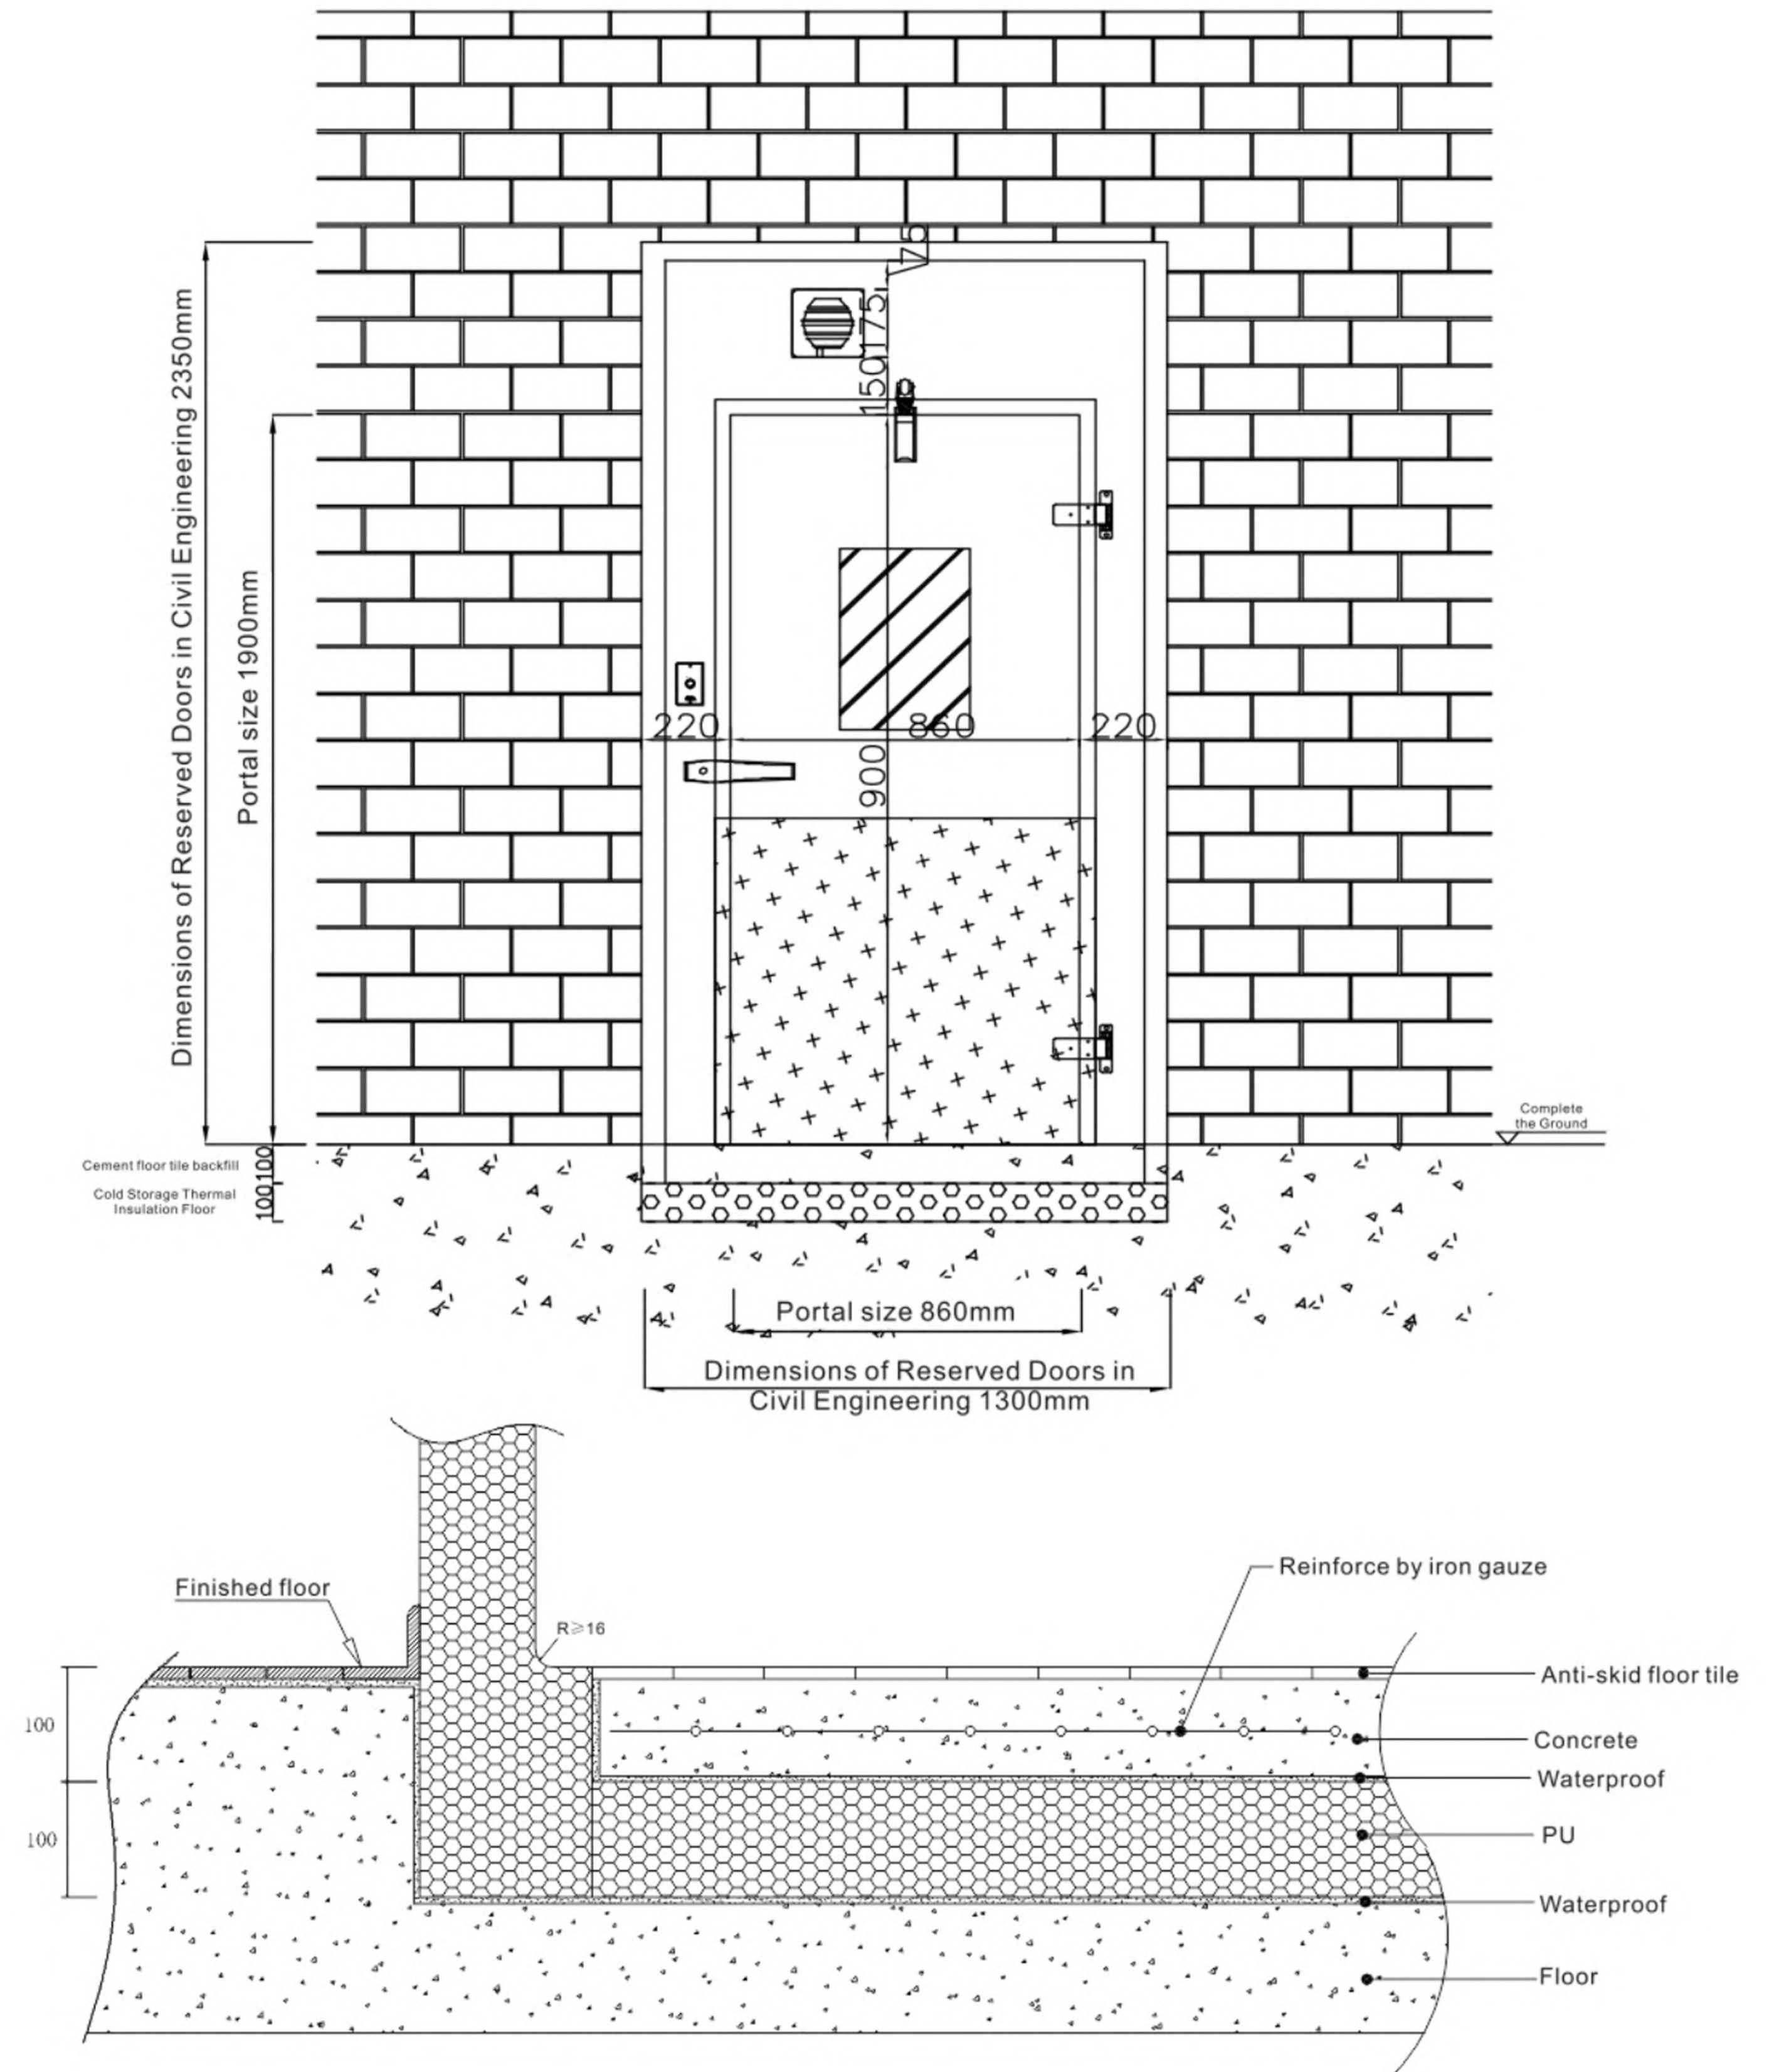 Dimensions of Reserved Doors in Civil Engineering 2350mm
Portal size 1900mm
75
175
150
220
860
220
900
Complete
the Ground
100
100
Cement floor tile backfill
Cold Storage Thermal
Insulation Floor
Portal size 860mm
Dimensions of Reserved Doors in
Civil Engineering 1300mm
Reinforce by iron gauze
Finished floor
R≥16
100
100
Anti-skid floor tile
Concrete
Waterproof
PU
Waterproof
Floor